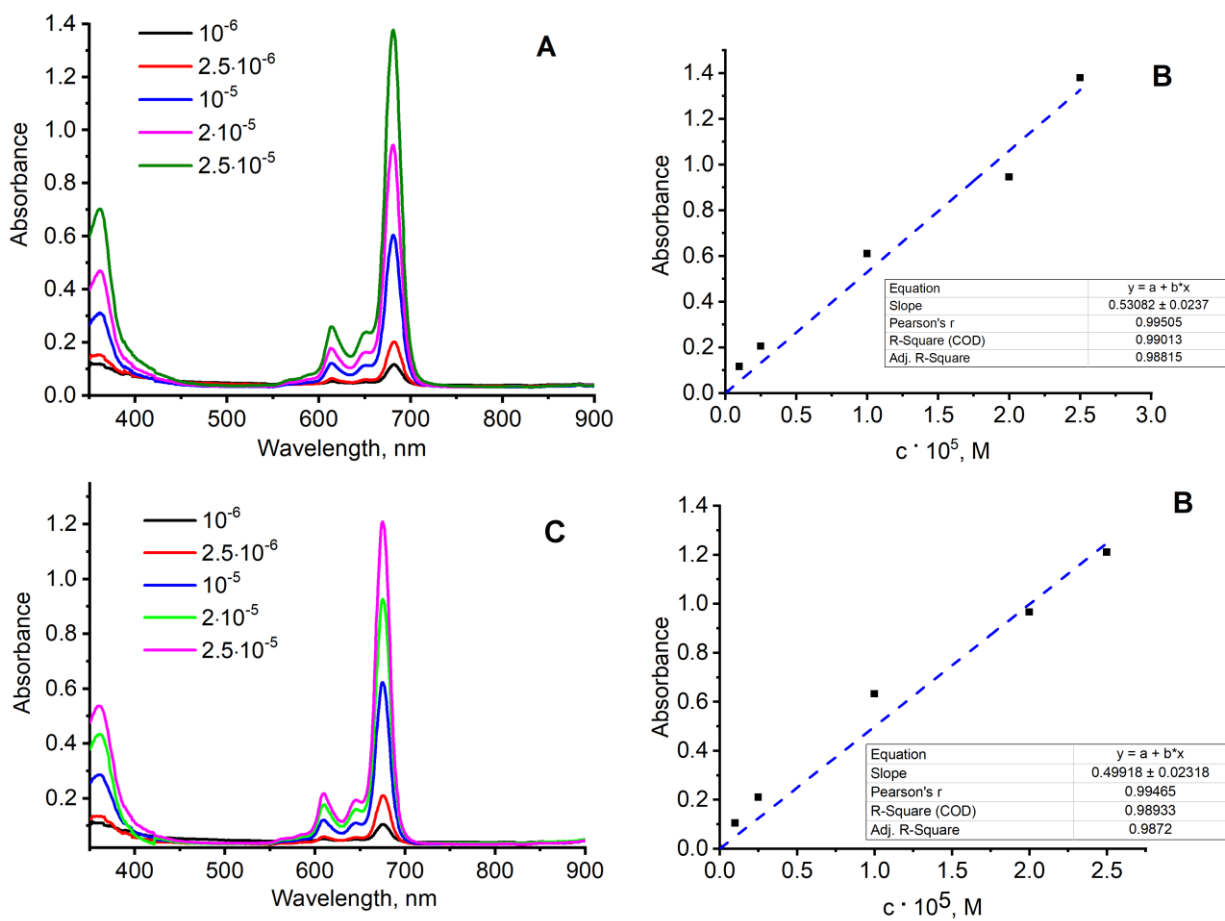 A
10⁻⁶
2.5·10⁻⁶
10⁻⁵
2·10⁻⁵
2.5·10⁻⁵
1.4
1.2
1.0
0.8
0.6
0.4
0.2
0.0
Absorbance
400 500 600 700 800 900
Wavelength, nm
B
1.4
1.2
1.0
0.8
0.6
0.4
0.2
0.0
Absorbance
Equation y = a + b*x
Slope 0.53082 ± 0.0237
Pearson's r 0.99505
R-Square (COD) 0.99013
Adj. R-Square 0.98815
0.0 0.5 1.0 1.5 2.0 2.5 3.0
c · 10⁵, M
C
10⁻⁶
2.5·10⁻⁶
10⁻⁵
2·10⁻⁵
2.5·10⁻⁵
1.2
1.0
0.8
0.6
0.4
0.2
Absorbance
400 500 600 700 800 900
Wavelength, nm
B
1.4
1.2
1.0
0.8
0.6
0.4
0.2
0.0
Absorbance
Equation y = a + b*x
Slope 0.49918 ± 0.02318
Pearson's r 0.99465
R-Square (COD) 0.98933
Adj. R-Square 0.9872
0.0 0.5 1.0 1.5 2.0 2.5
c · 10⁵, M